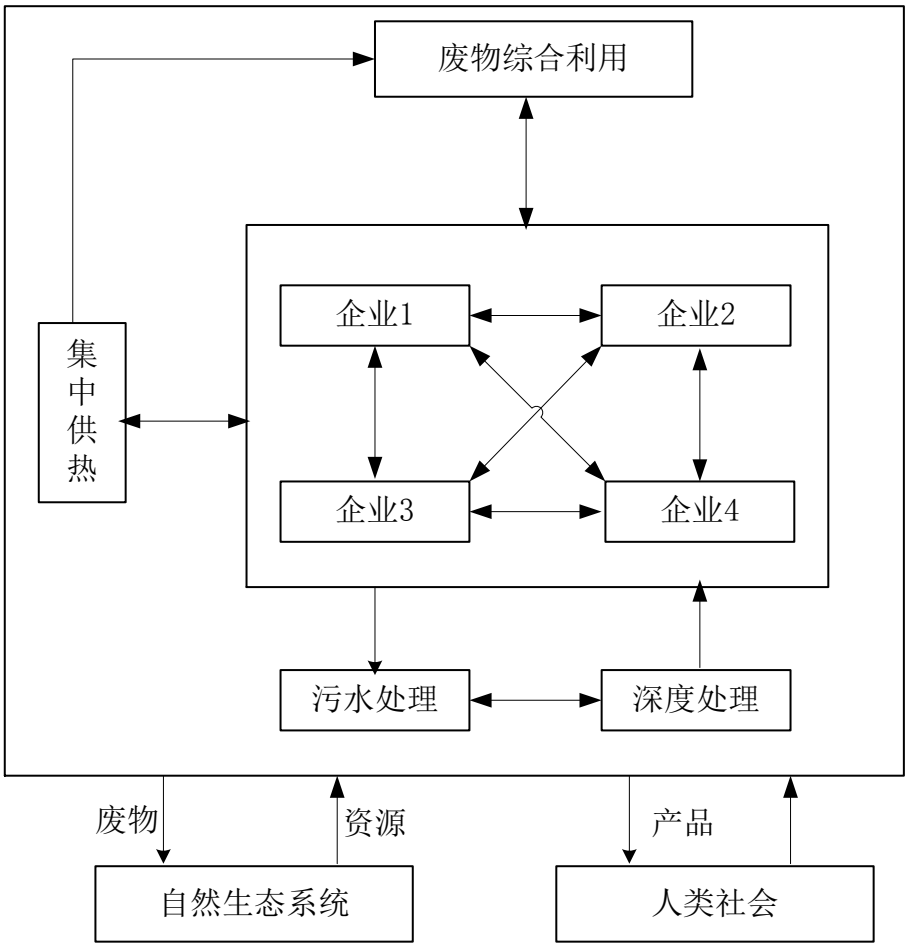 废物综合利用
企业1
企业2
集中供热
企业3
企业4
污水处理
深度处理
废物
资源
产品
自然生态系统
人类社会